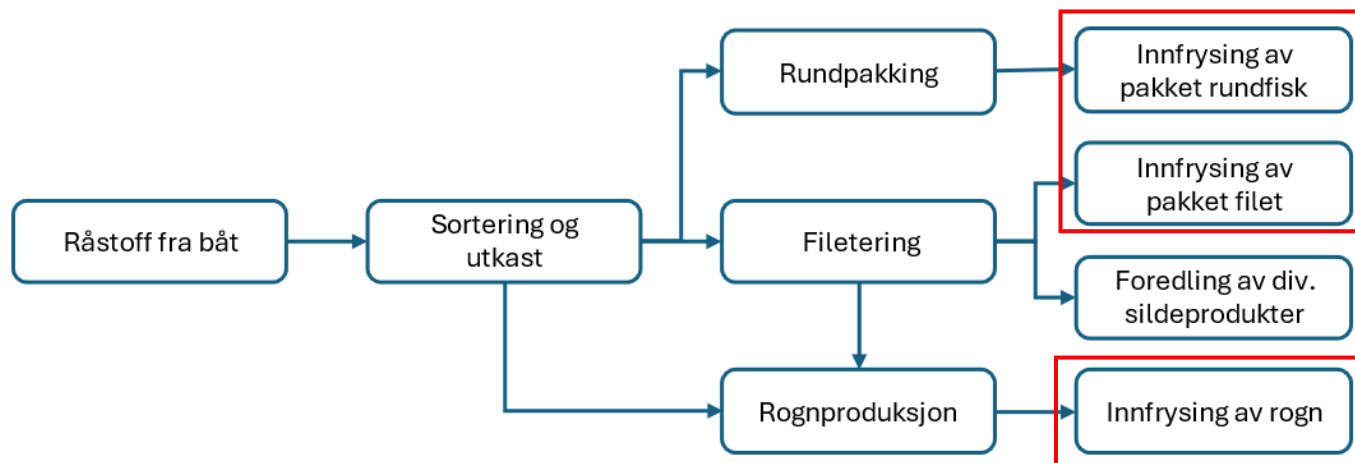 Råstoff fra båt
Sortering og
utkast
Rundpakking
Filetering
Rognproduksjon
Innfrysing av
pakket rundfisk
Innfrysing av
pakket filet
Foredling av div.
sildeprodukter
Innfrysing av rogn